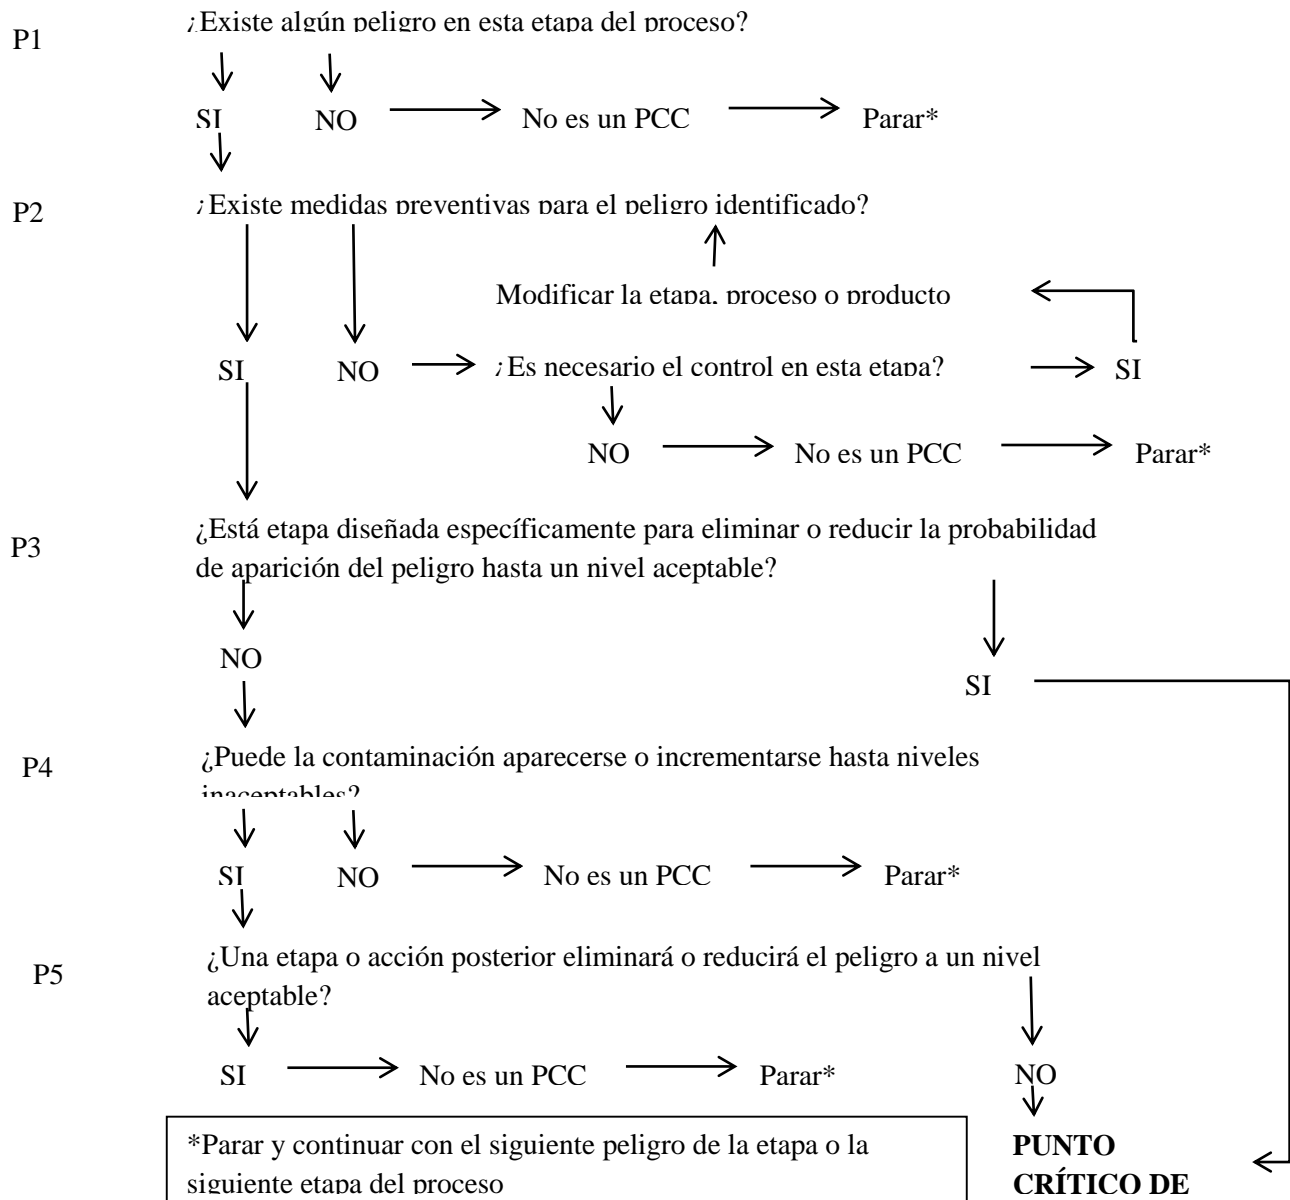 P1
¿Existe algún peligro en esta etapa del proceso?
SI NO No es un PCC Parar*
P2
¿Existe medidas preventivas para el peligro identificado?
Modificar la etapa, proceso o producto
SI NO ¿Es necesario el control en esta etapa? SI
NO No es un PCC Parar*
P3
¿Está etapa diseñada específicamente para eliminar o reducir la probabilidad
de aparición del peligro hasta un nivel aceptable?
NO
SI
P4
¿Puede la contaminación aparecerse o incrementarse hasta niveles
inaceptables?
SI NO No es un PCC Parar*
P5
¿Una etapa o acción posterior eliminará o reducirá el peligro a un nivel
aceptable?
SI No es un PCC Parar* NO
*Parar y continuar con el siguiente peligro de la etapa o la
siguiente etapa del proceso
PUNTO
CRÍTICO DE